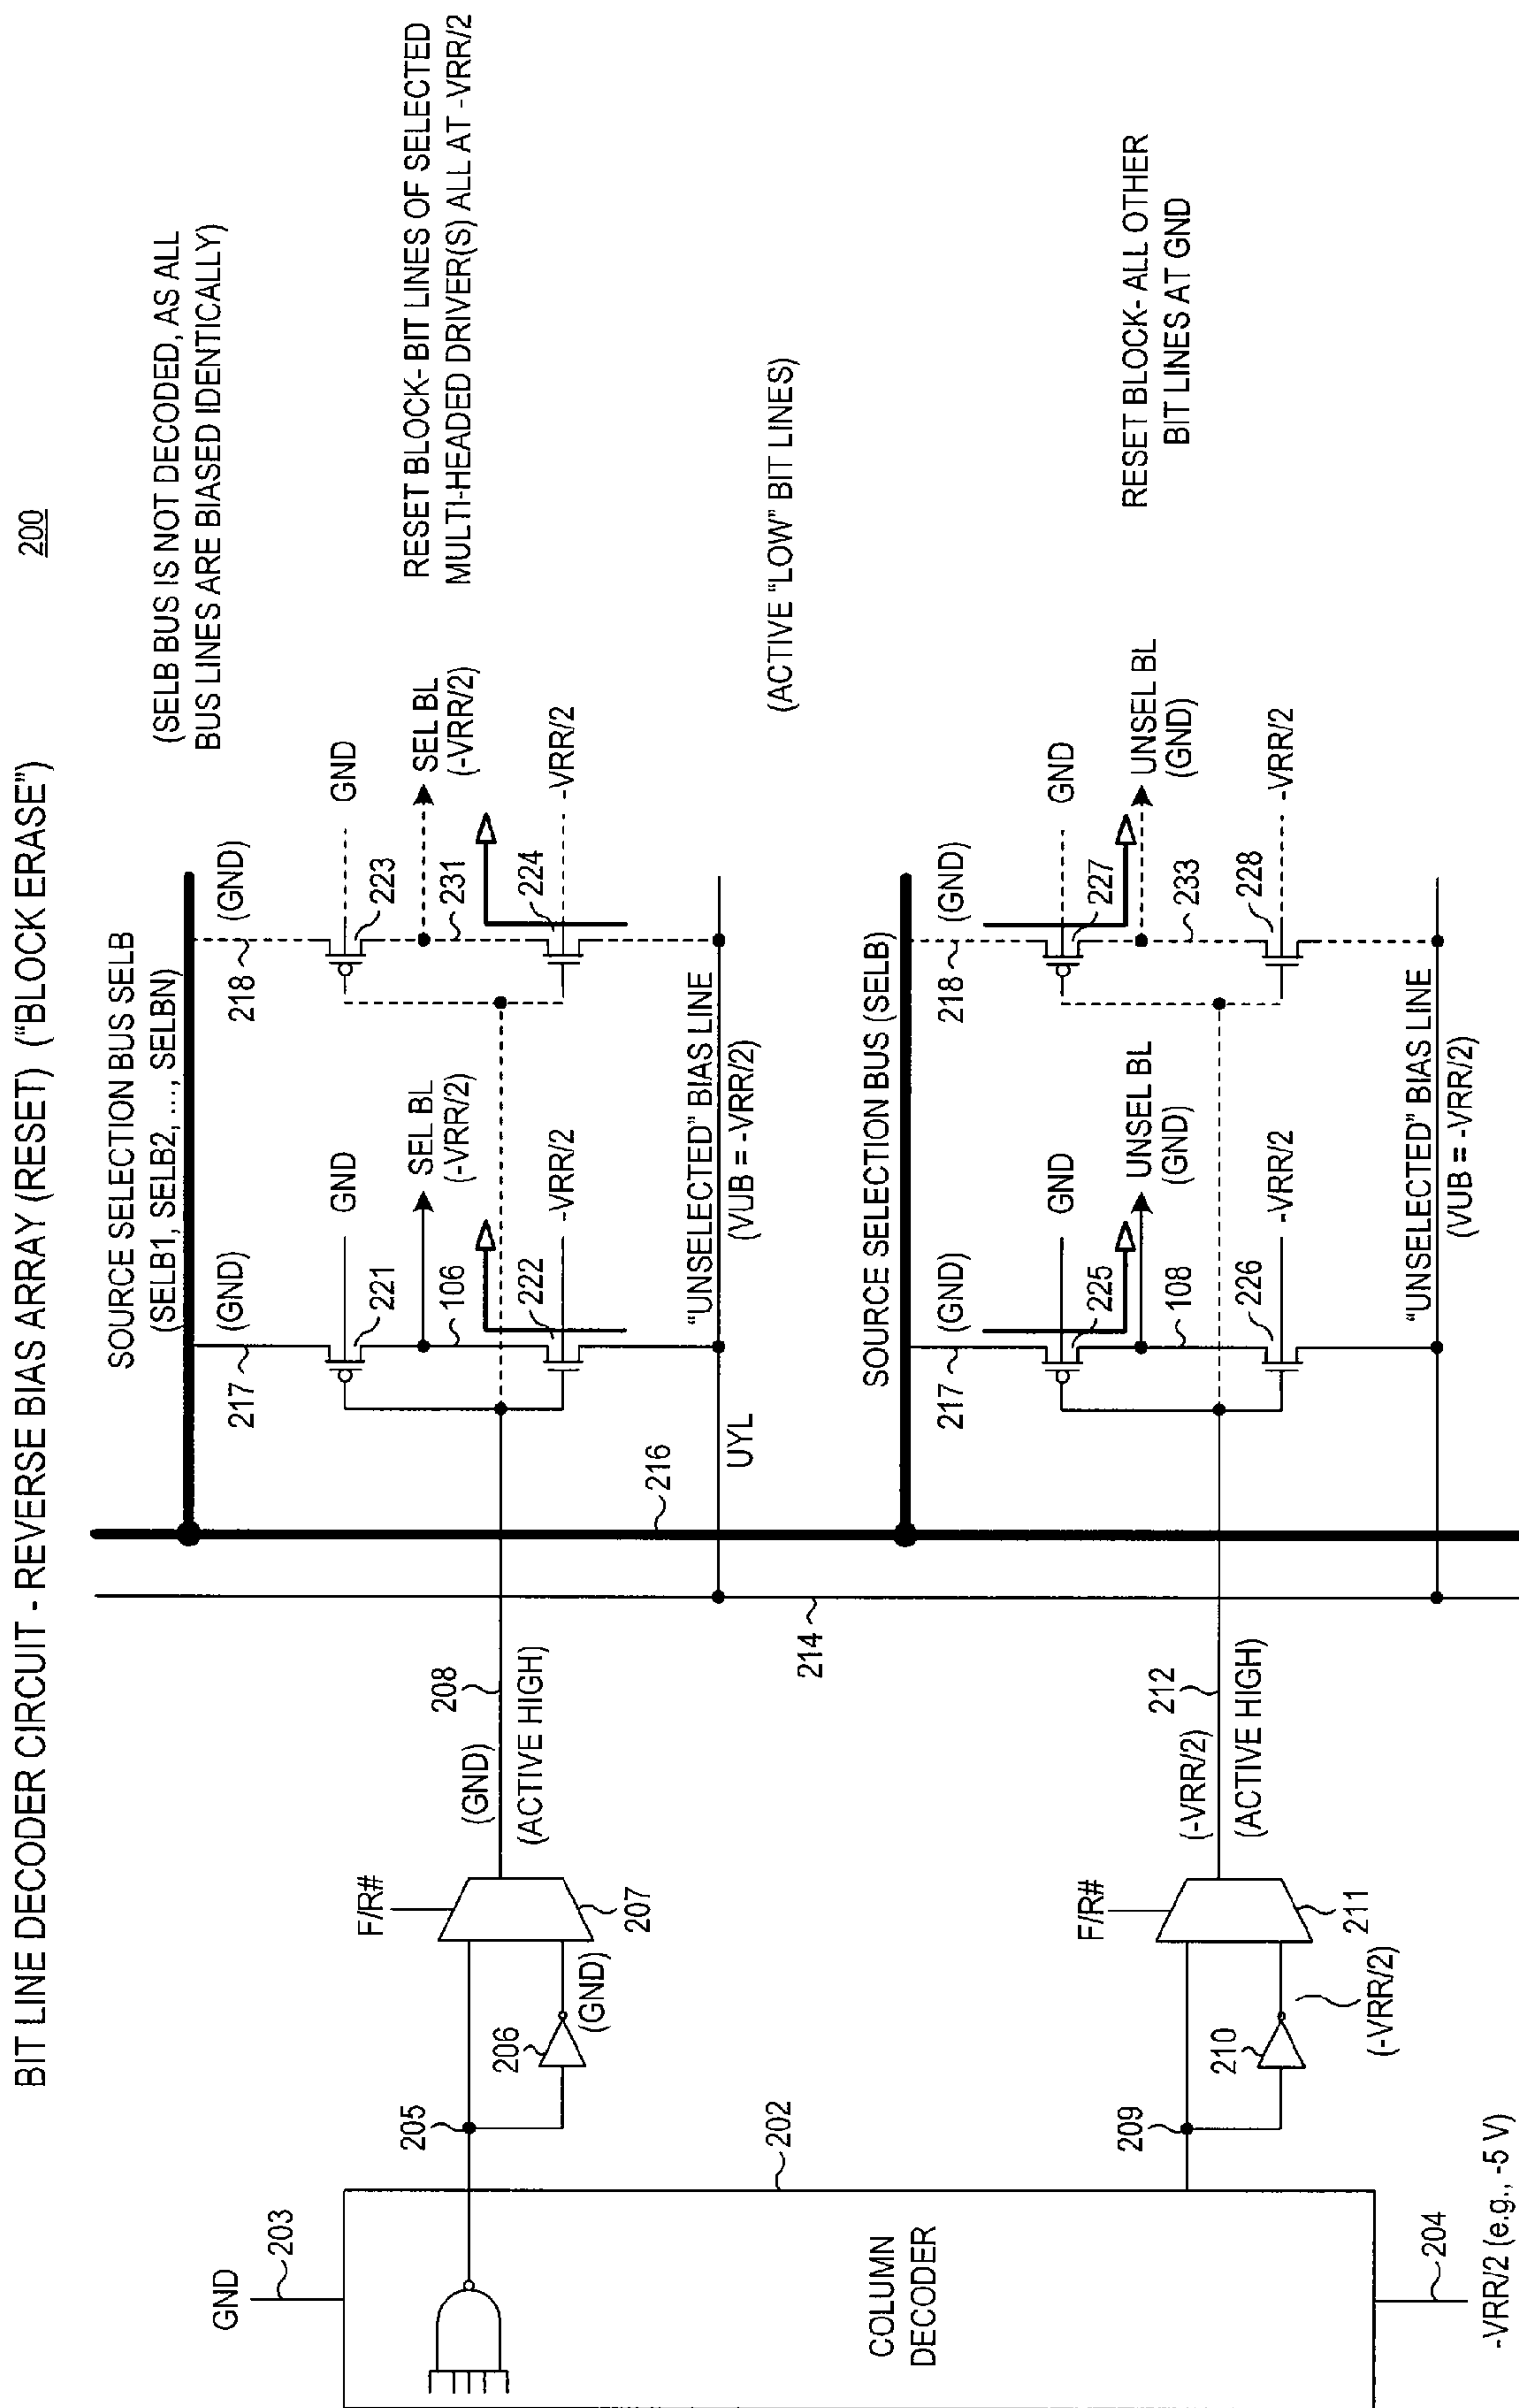 BIT LINE DECODER CIRCUIT - REVERSE BIAS ARRAY (RESET) ("BLOCK ERASE")
200
SOURCE SELECTION BUS SELB
(SELB1, SELB2, ..., SELBN)
(SELB BUS IS NOT DECODED, AS ALL
BUS LINES ARE BIASED IDENTICALLY)
GND
203
217
(GND)
218
(GND)
F/R#
221
GND
223
GND
205
206
(GND)
207
(GND)
208
(ACTIVE HIGH)
SEL BL
(-VRR/2)
106
SEL BL
(-VRR/2)
231
RESET BLOCK- BIT LINES OF SELECTED
MULTI-HEADED DRIVER(S) ALL AT -VRR/2
222
-VRR/2
224
-VRR/2
216
UYL
"UNSELECTED" BIAS LINE
(VUB = -VRR/2)
202
214
(ACTIVE "LOW" BIT LINES)
COLUMN
DECODER
SOURCE SELECTION BUS (SELB)
217
(GND)
218
(GND)
F/R#
225
GND
227
GND
209
210
(-VRR/2)
211
(-VRR/2)
212
(ACTIVE HIGH)
UNSEL BL
(GND)
108
UNSEL BL
(GND)
233
RESET BLOCK- ALL OTHER
BIT LINES AT GND
226
-VRR/2
228
-VRR/2
"UNSELECTED" BIAS LINE
(VUB = -VRR/2)
204
-VRR/2 (e.g., -5 V)